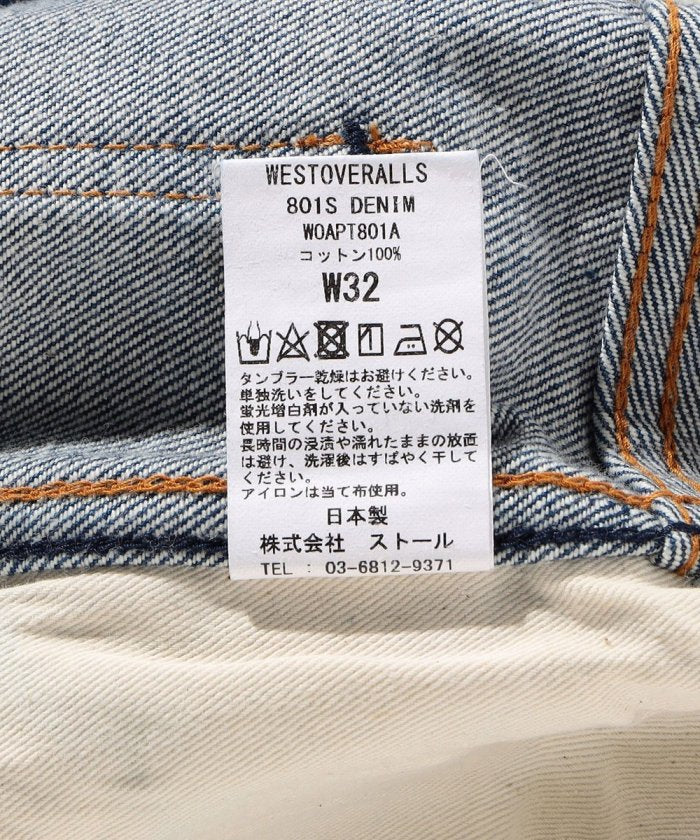 WESTOVERALLS
801S DENIM
WOAPT801A
コットン100%
W32
タンブラー乾燥はお避けください。
単独洗いをしてください。
蛍光増白剤が入っていない洗剤を
使用してください。
長時間の浸漬や濡れたままの放置
は避け、洗濯後はすばやく干して
ください。
アイロンは当て布使用。
日本製
株式会社 ストール
TEL : 03-6812-9371